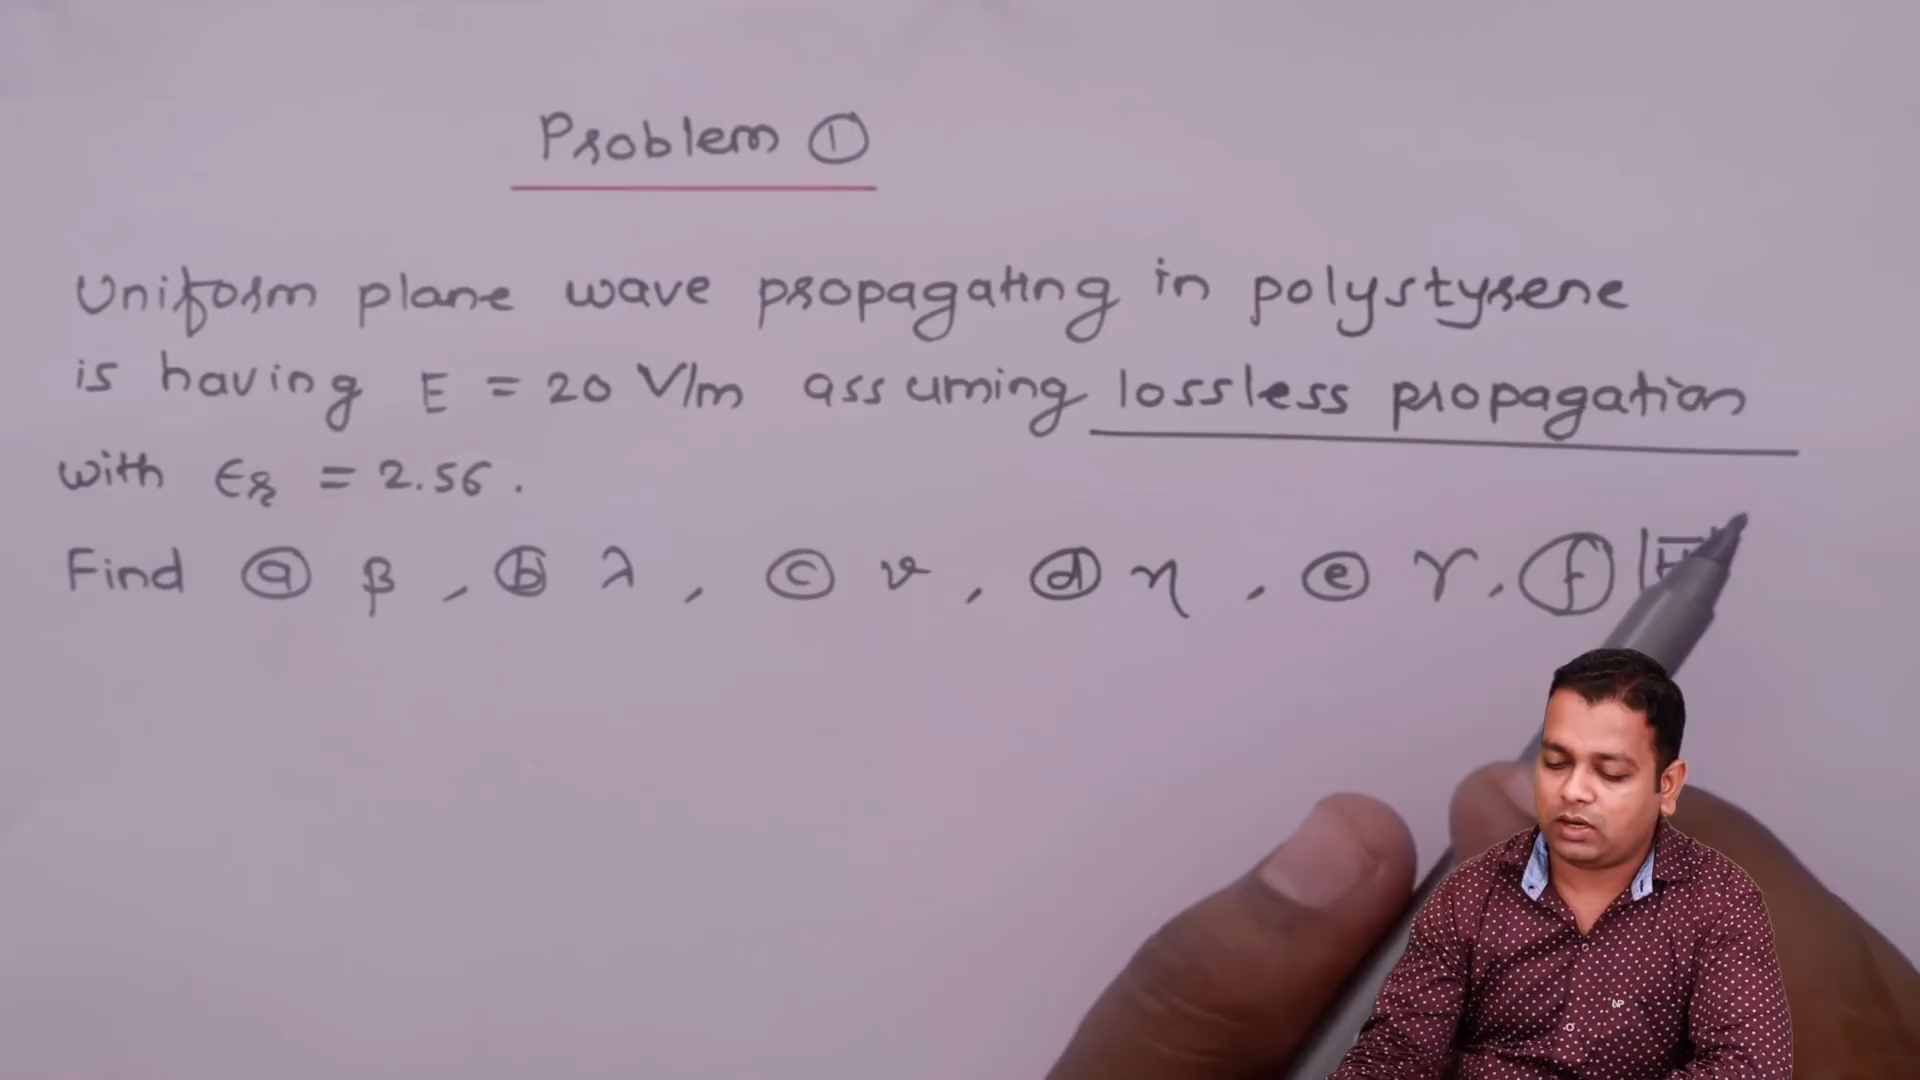 Problem ①
Uniform plane wave propagating in polystyrene
is having E = 20 V/m assuming lossless propagation
with εr = 2.56 .
Find ⓐ β , ⓑ λ , ⓒ v , ⓓ η , ⓔ γ , ⓕ
NP